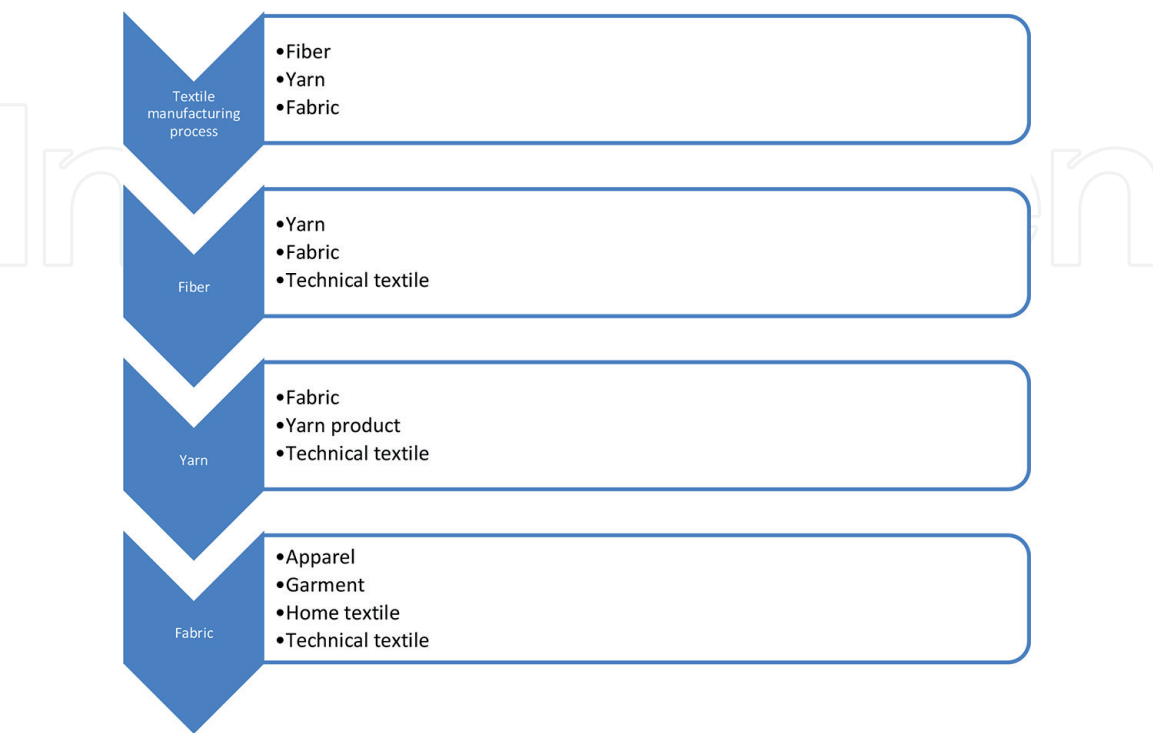 Textile
manufacturing
process
•Fiber
•Yarn
•Fabric
Fiber
•Yarn
•Fabric
•Technical textile
Yarn
•Fabric
•Yarn product
•Technical textile
Fabric
•Apparel
•Garment
•Home textile
•Technical textile